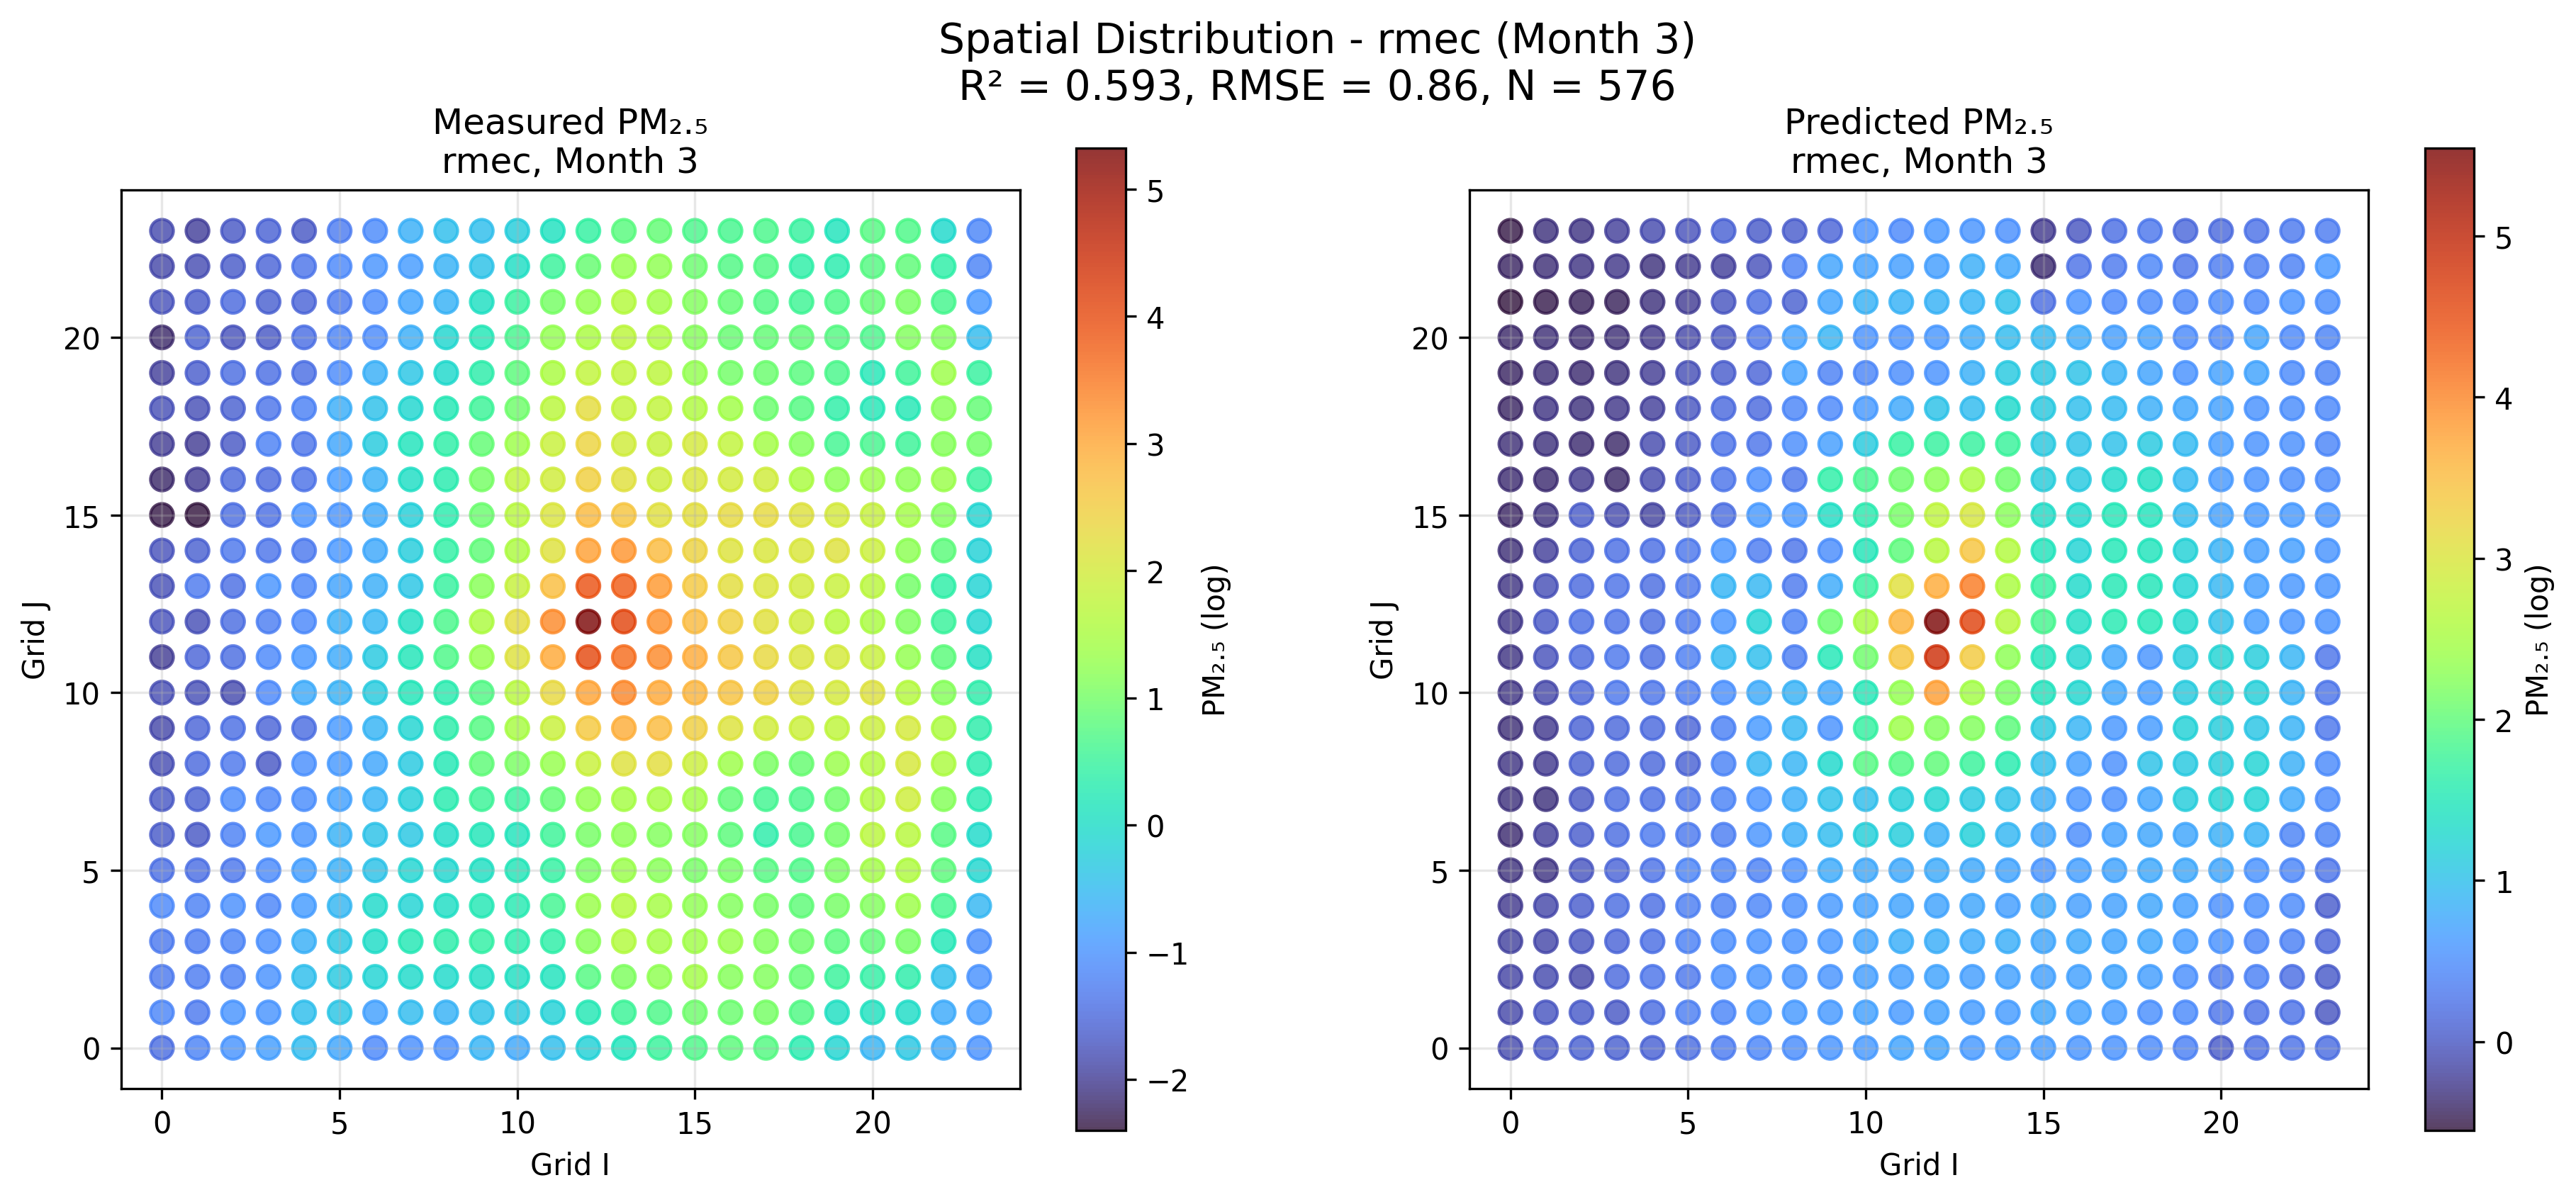 Spatial Distribution - rmec (Month 3)
R² = 0.593, RMSE = 0.86, N = 576
Measured PM₂.₅
rmec, Month 3
20
15
10
5
0
Grid J
0 5 10 15 20
Grid I
5
4
3
2
1
0
−1
−2
PM₂.₅ (log)
Predicted PM₂.₅
rmec, Month 3
20
15
10
5
0
Grid J
0 5 10 15 20
Grid I
5
4
3
2
1
0
PM₂.₅ (log)